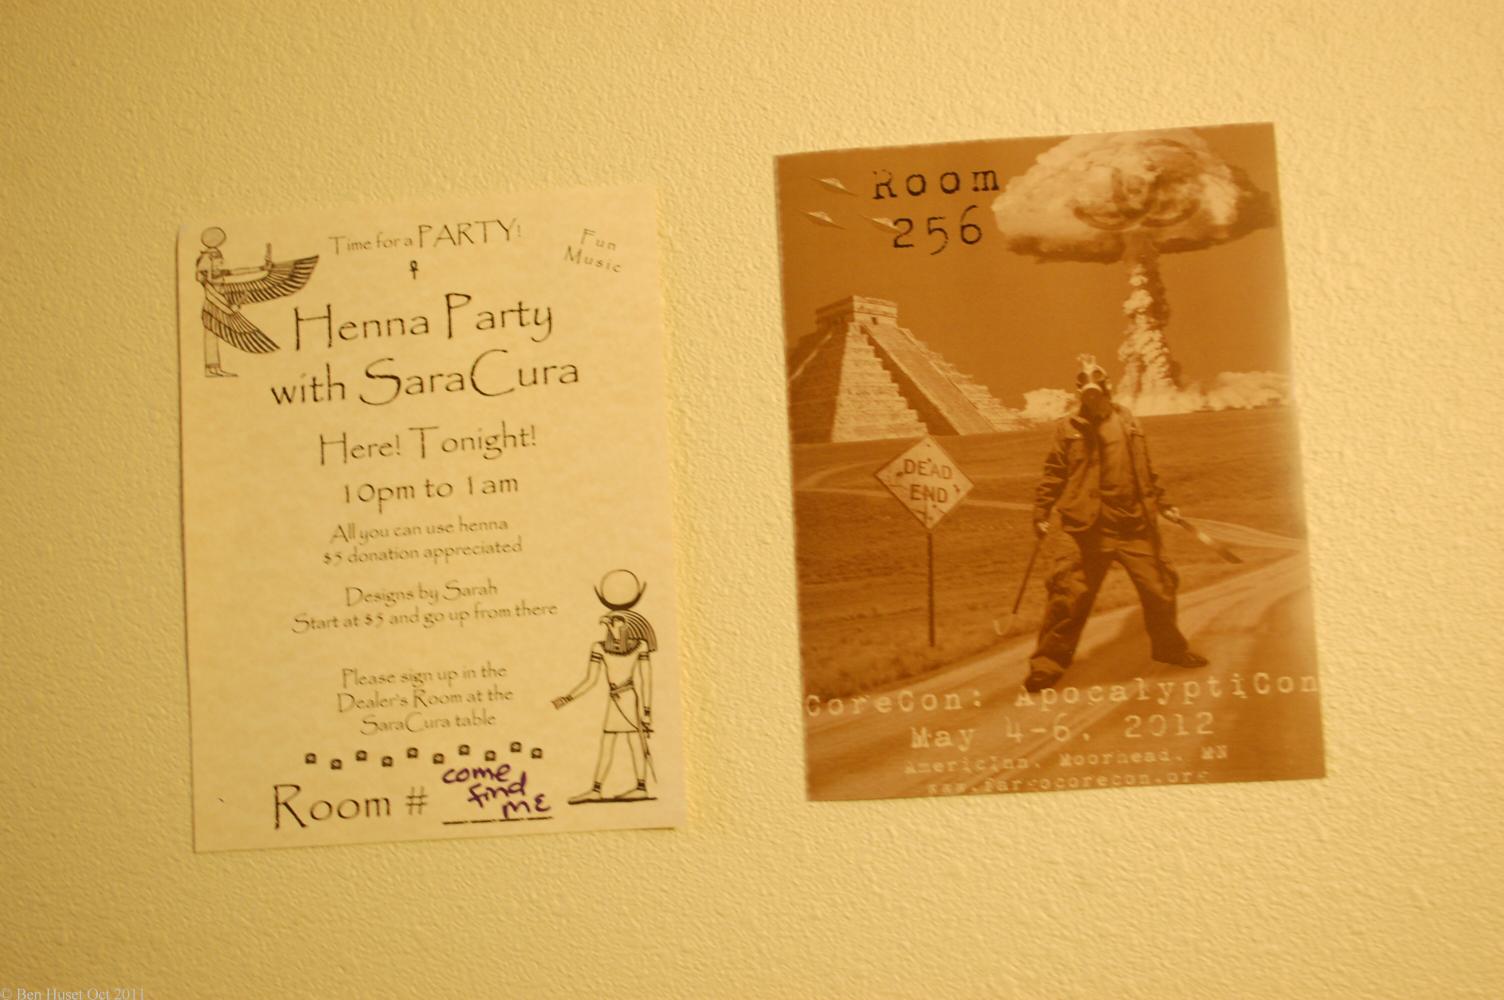 Time for a PARTY!
Fun
Music
Henna Party
with SaraCura
Here! Tonight!
10pm to 1am
All you can use henna
$5 donation appreciated
Designs by Sarah
Start at $5 and go up from there
Please sign up in the
Dealer's Room at the
SaraCura table
Room # come
find
me
Room
256
DEAD
END
CoreCon: ApocalyptiCon
May 4-6, 2012
AmericInn, Moorhead, MN
www.fargocorecon.org
© Ben Huset Oct 2011